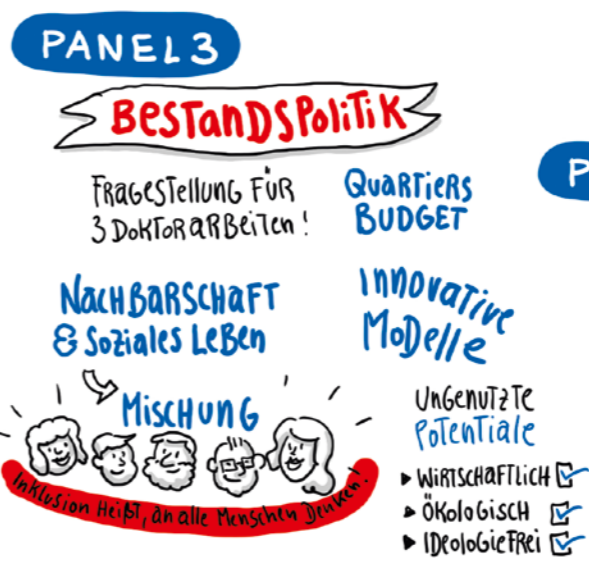 PANEL 3
BESTANDSPOLITIK
FRAGESTELLUNG FÜR
3 DOKTORARBEITEN!
QUARTIERS
BUDGET
NACHBARSCHAFT
& SOZIALES LEBEN
INNOVATIVE
MODELLE
MISCHUNG
Inklusion Heißt, an alle Menschen Denken!
UNGENUTZTE
POTENTIALE
WIRTSCHAFTLICH
ÖKOLOGISCH
IDEOLOGIEFREI
P